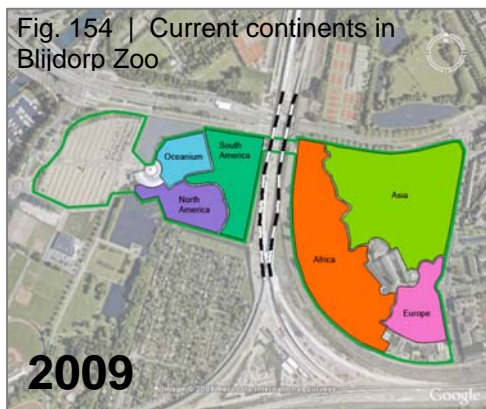 Fig. 154 | Current continents in
Blijdorp Zoo
Oceanium
South
America
North
America
Asia
Africa
Europe
2009
Google